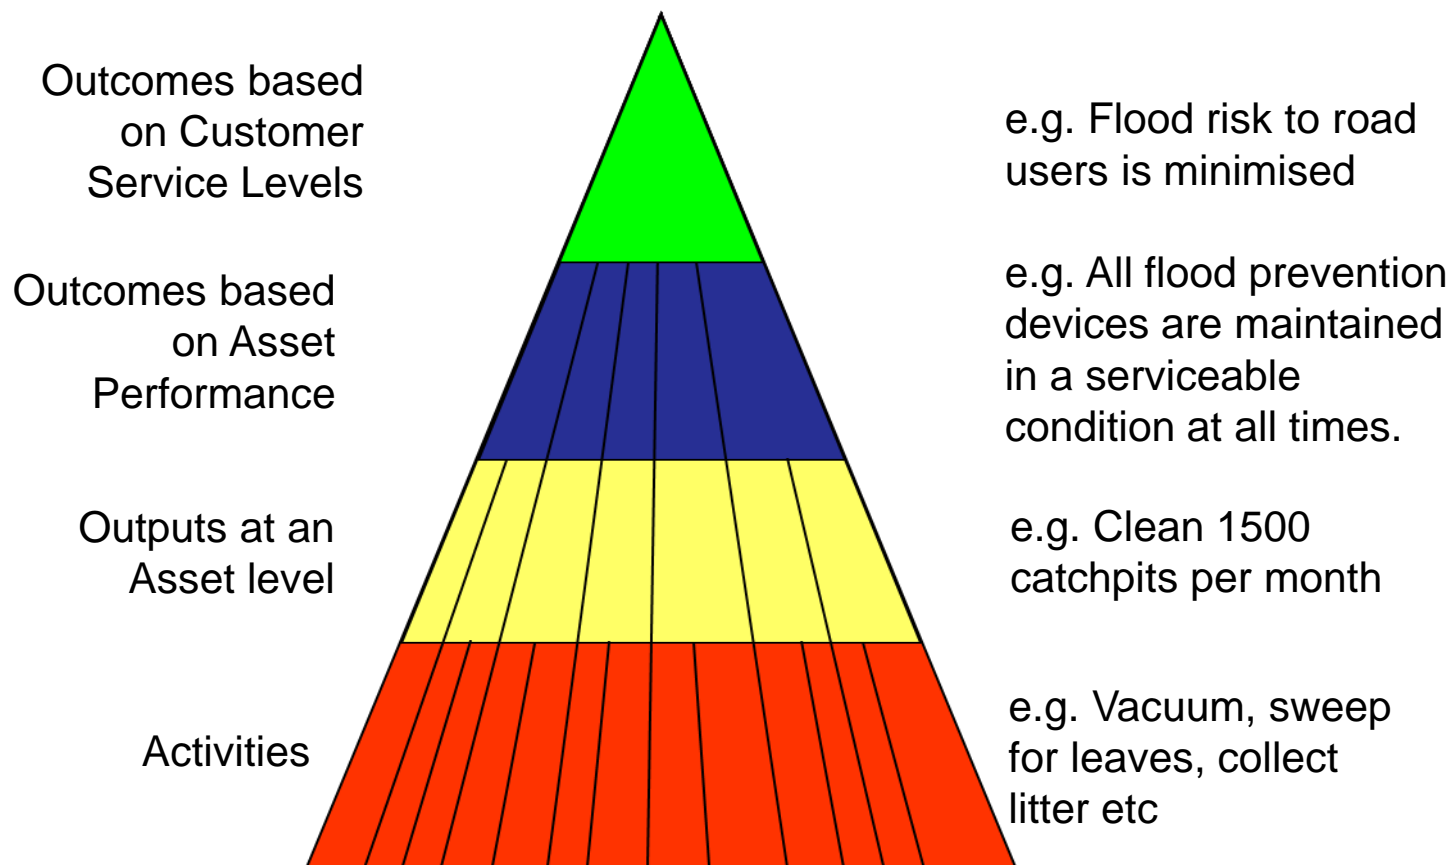 Outcomes based
on Customer
Service Levels
e.g. Flood risk to road
users is minimised
Outcomes based
on Asset
Performance
e.g. All flood prevention
devices are maintained
in a serviceable
condition at all times.
Outputs at an
Asset level
e.g. Clean 1500
catchpits per month
Activities
e.g. Vacuum, sweep
for leaves, collect
litter etc